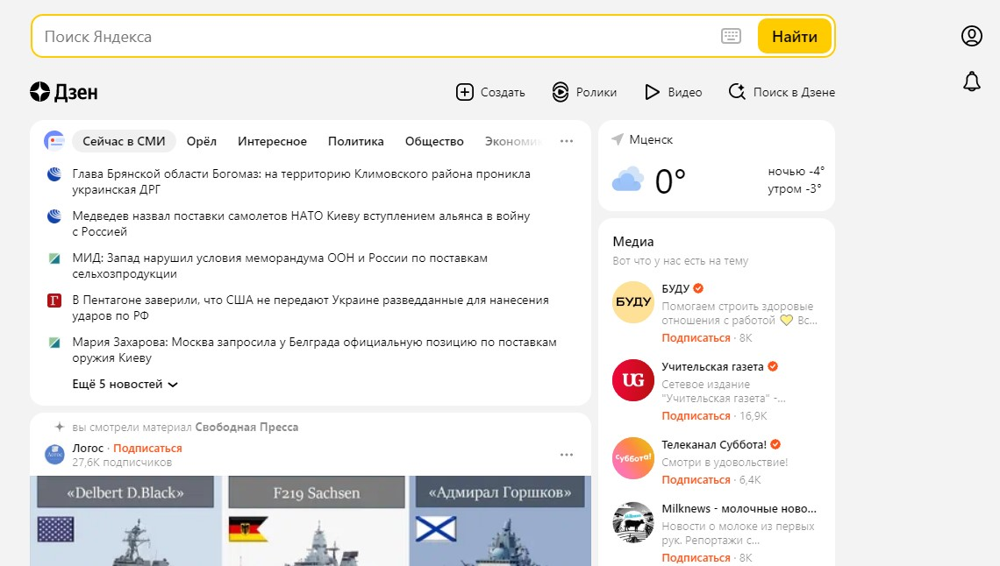 Поиск Яндекса
Найти
Дзен
Создать
Ролики
Видео
Поиск в Дзене
Сейчас в СМИ
Орёл
Интересное
Политика
Общество
Экономик
Глава Брянской области Богомаз: на территорию Климовского района проникла
украинская ДРГ
Медведев назвал поставки самолетов НАТО Киеву вступлением альянса в войну
с Россией
МИД: Запад нарушил условия меморандума ООН и России по поставкам
сельхозпродукции
Г
В Пентагоне заверили, что США не передают Украине разведданные для нанесения
ударов по РФ
Мария Захарова: Москва запросила у Белграда официальную позицию по поставкам
оружия Киеву
Ещё 5 новостей
вы смотрели материал Свободная Пресса
Логос · Подписаться
27,6K подписчиков
«Delbert D.Black»
F219 Sachsen
«Адмирал Горшков»
Мценск
0°
ночью -4°
утром -3°
Медиа
Вот что у нас есть на тему
БУДУ
БУДУ
Помогаем строить здоровые
отношения с работой 💛 Вс...
Подписаться · 8K
UG
Учительская газета
Сетевое издание
"Учительская газета" -...
Подписаться · 16,9K
суббота!
Телеканал Суббота!
Смотри в удовольствие!
Подписаться · 6,4K
Milknews
Milknews - молочные ново...
Новости о молоке из первых
рук. Репортажи с...
Подписаться · 8K